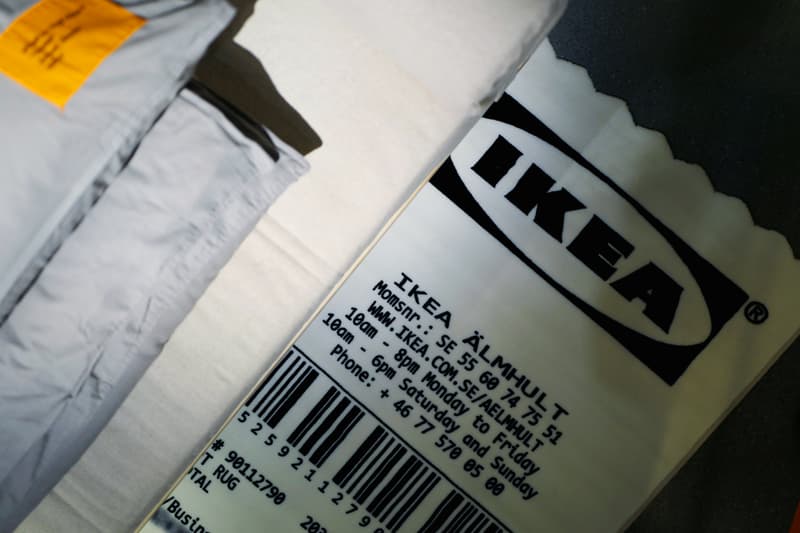 IKEA®
IKEA ÄLMHULT
Momsnr.: SE 55 60 74 75 51
WWW.IKEA.COM.SE/AELMHULT
10am - 8pm Monday to Friday
10am - 6pm Saturday and Sunday
Phone: + 46 77 570 05 00
# 90112790
T RUG
TAL